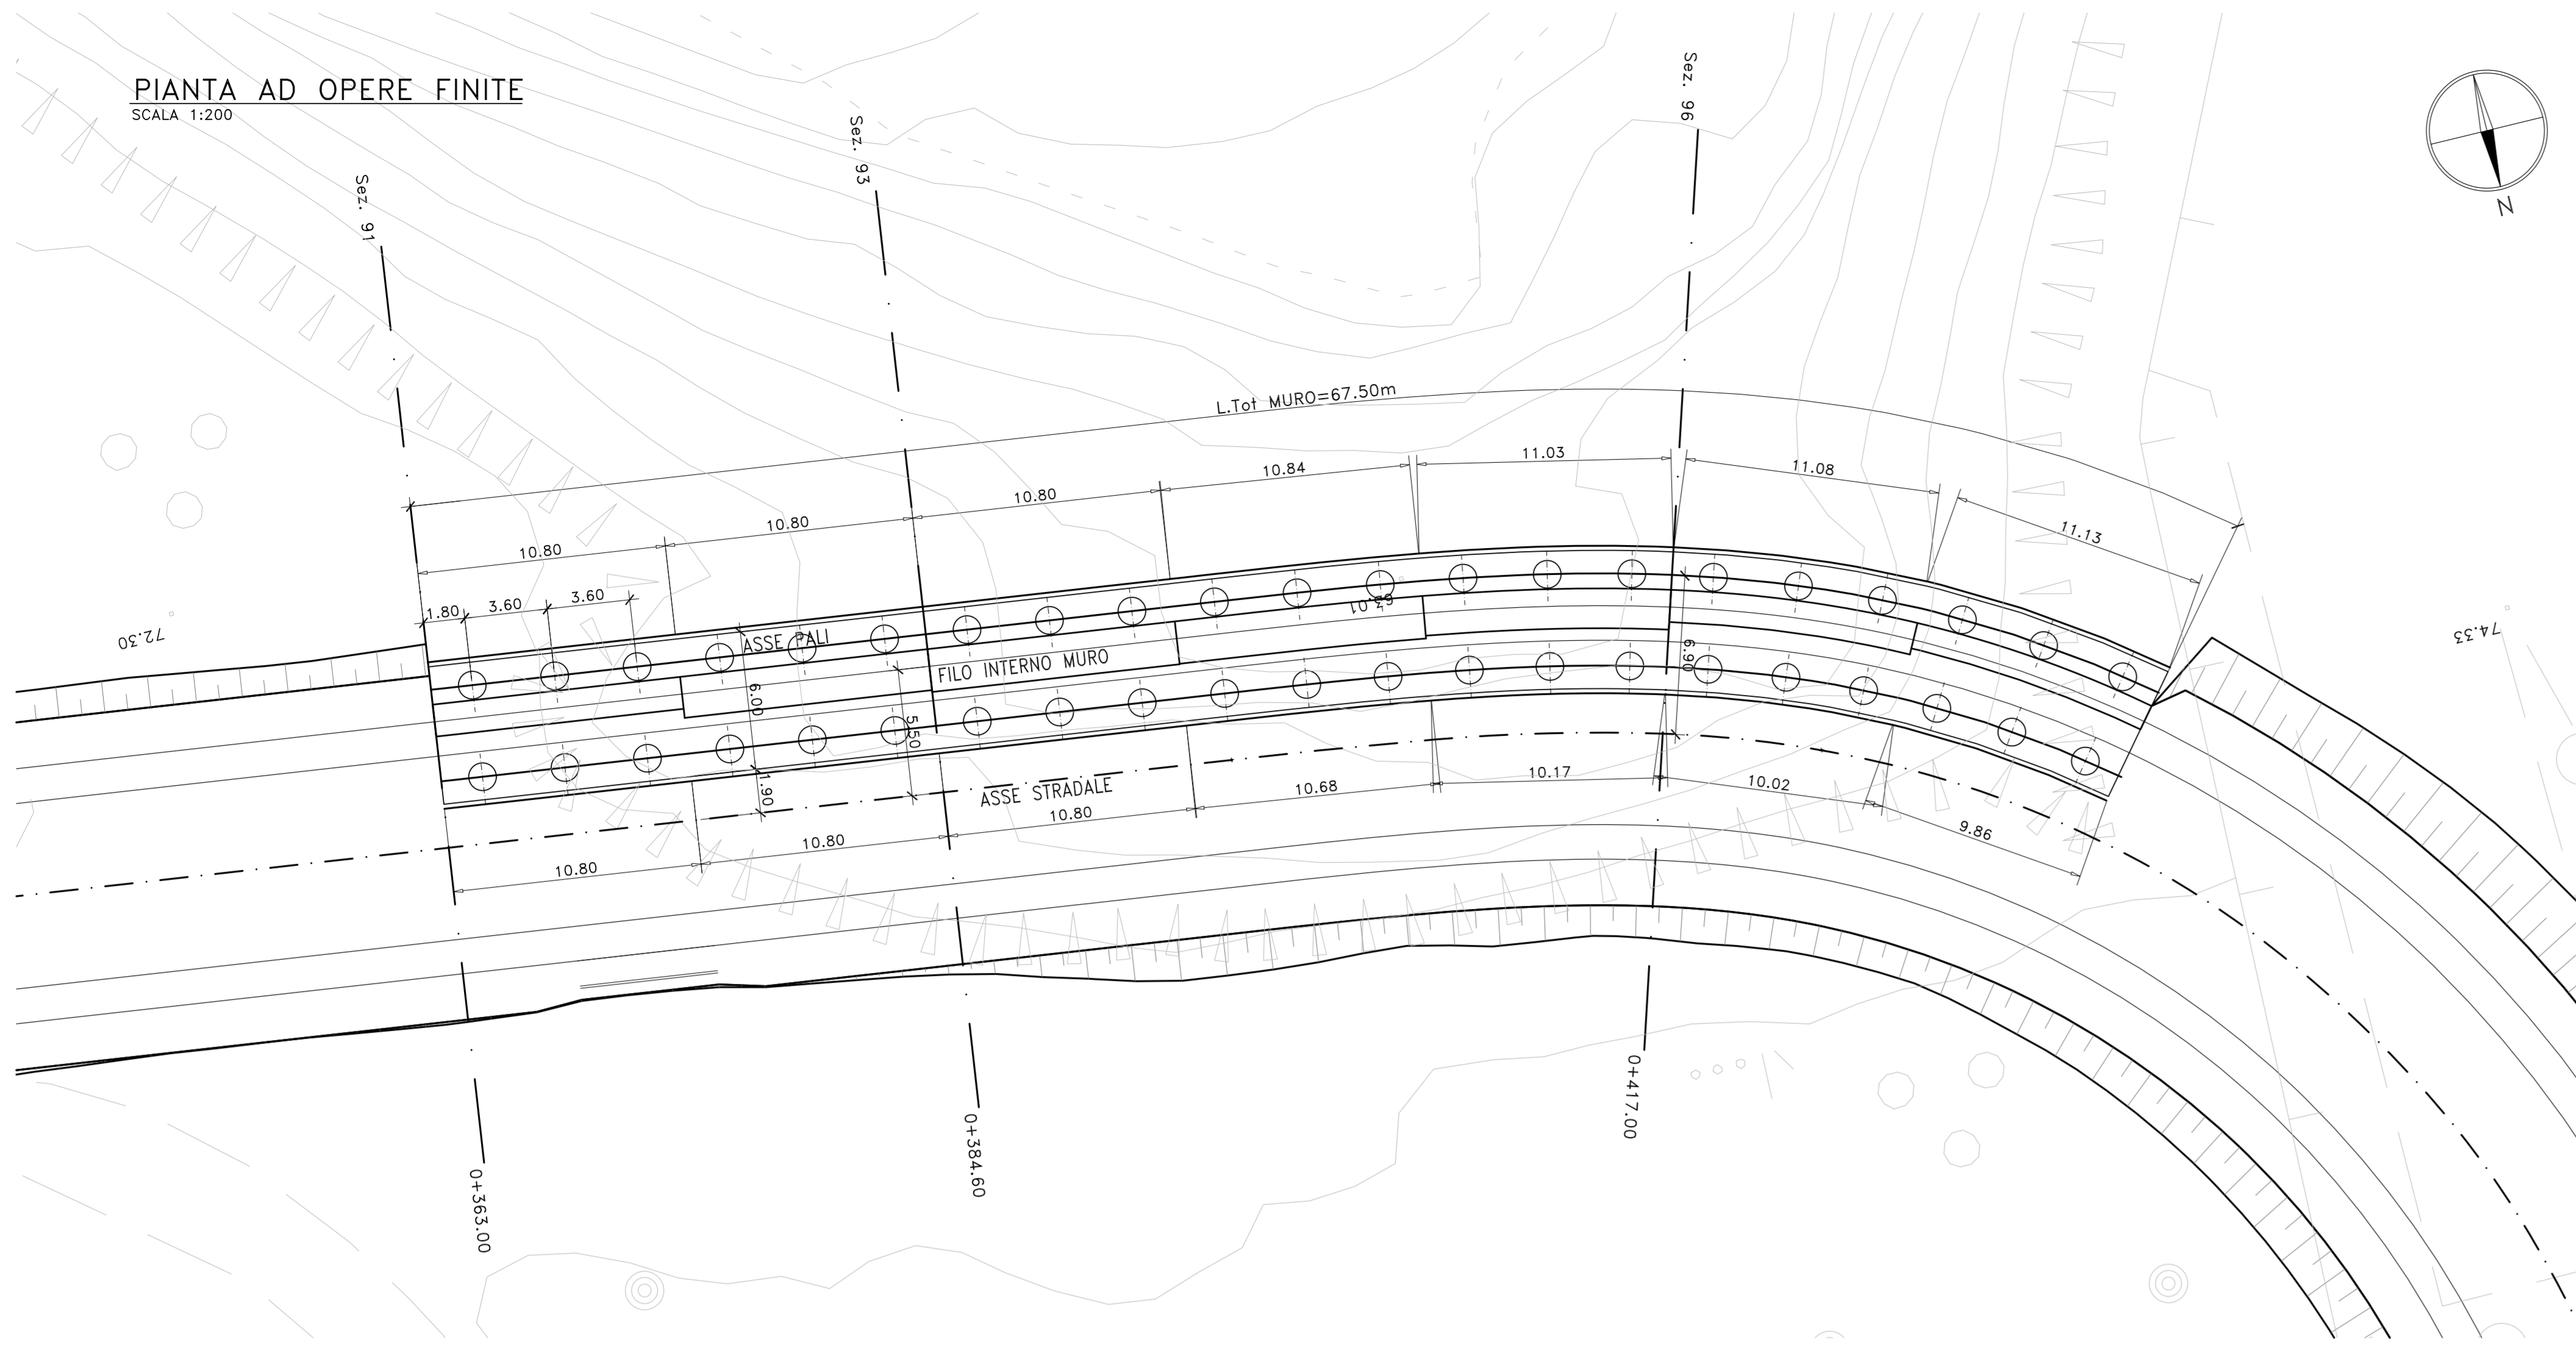 PIANTA AD OPERE FINITE
SCALA 1:200
Sez. 91
Sez. 93
Sez. 96
N
L.Tot MURO=67.50m
10.80
10.80
10.80
10.84
11.03
11.08
11.13
1.80
3.60
3.60
72.30
ASSE PALI
FILO INTERNO MURO
63.01
74.33
6.00
5.50
6.90
1.90
ASSE STRADALE
10.80
10.80
10.80
10.68
10.17
10.02
9.86
0+363.00
0+384.60
0+417.00